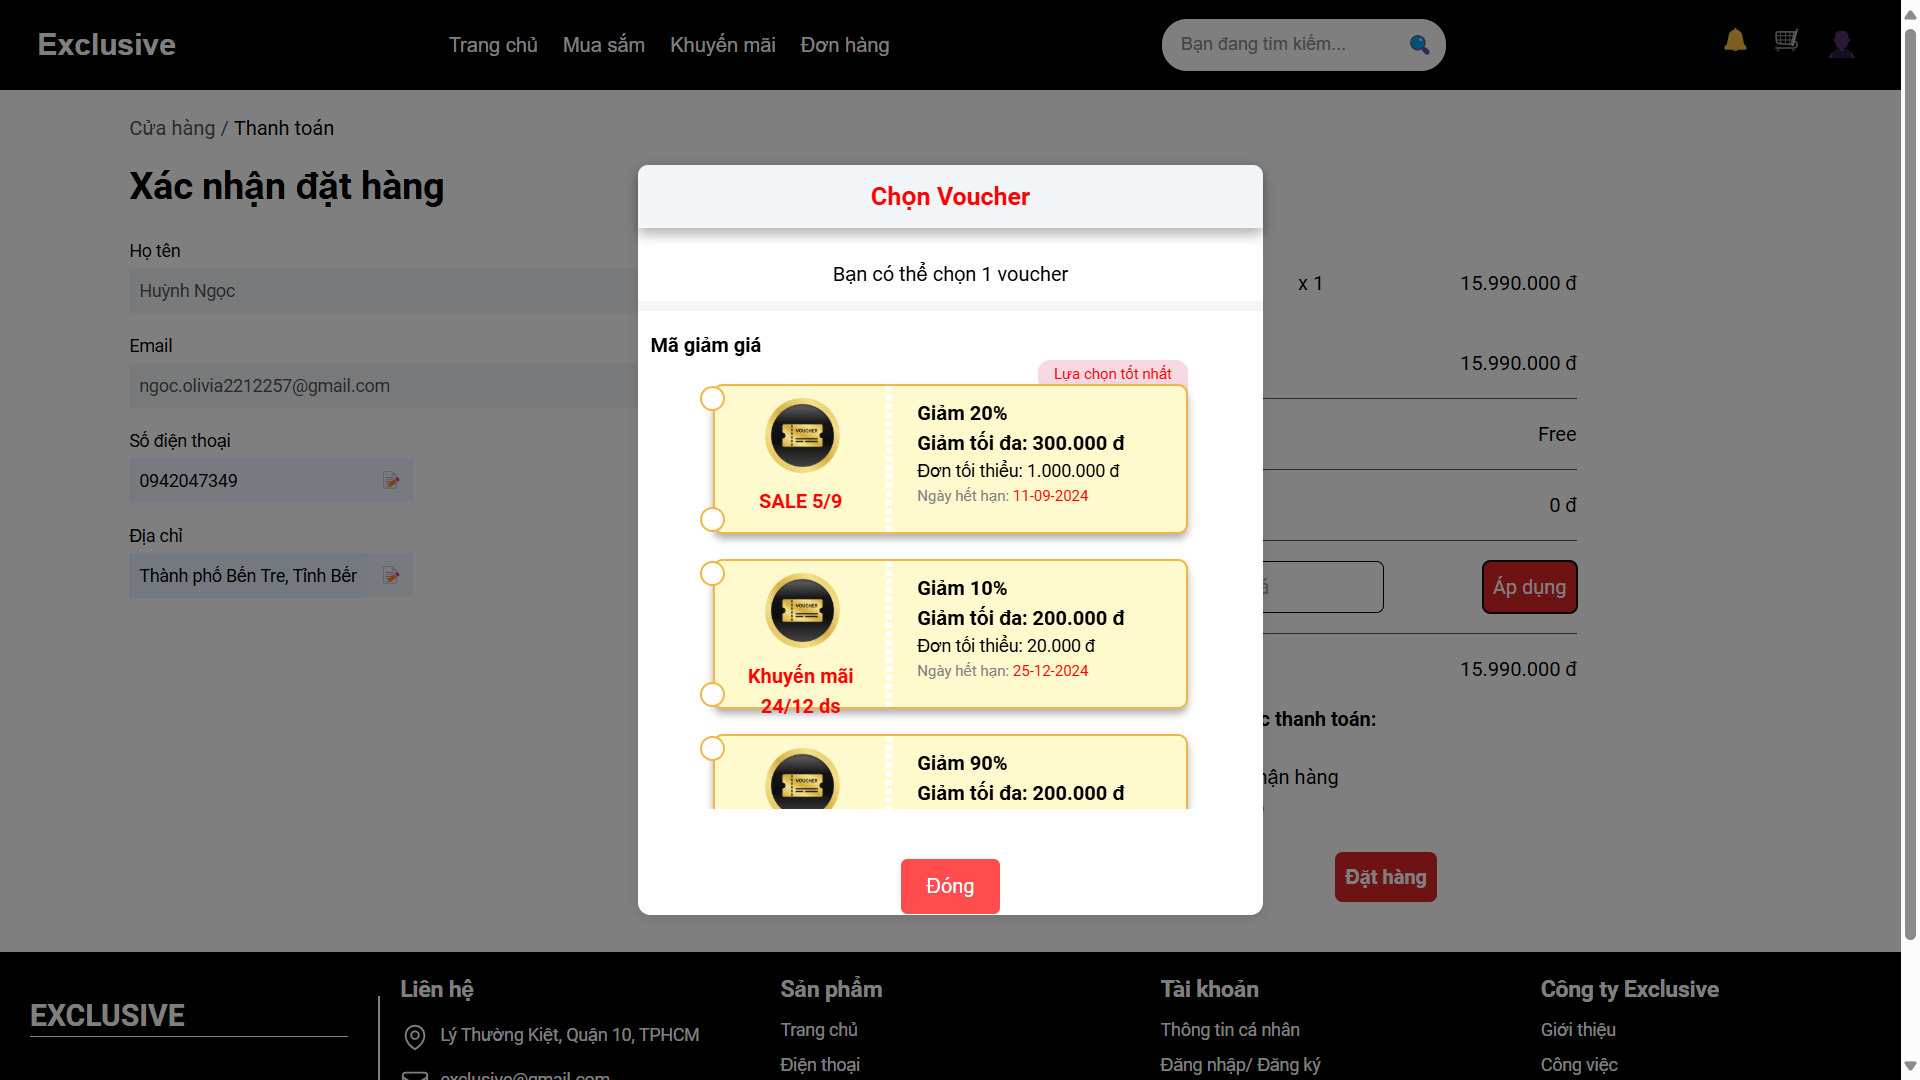 Exclusive
Trang chủ
Mua sắm
Khuyến mãi
Đơn hàng
Bạn đang tìm kiếm...
Cửa hàng / Thanh toán
Xác nhận đặt hàng
Họ tên
Huỳnh Ngọc
Email
ngoc.olivia2212257@gmail.com
Số điện thoại
0942047349
Địa chỉ
Thành phố Bến Tre, Tỉnh Bến
Chọn Voucher
Bạn có thể chọn 1 voucher
Mã giảm giá
Lựa chọn tốt nhất
VOUCHER
SALE 5/9
Giảm 20%
Giảm tối đa: 300.000 đ
Đơn tối thiểu: 1.000.000 đ
Ngày hết hạn: 11-09-2024
VOUCHER
Khuyến mãi
24/12 ds
Giảm 10%
Giảm tối đa: 200.000 đ
Đơn tối thiểu: 20.000 đ
Ngày hết hạn: 25-12-2024
VOUCHER
Giảm 90%
Giảm tối đa: 200.000 đ
Đóng
x 1
15.990.000 đ
15.990.000 đ
Free
0 đ
Áp dụng
15.990.000 đ
thanh toán:
hàng
Đặt hàng
EXCLUSIVE
Liên hệ
Lý Thường Kiệt, Quận 10, TPHCM
exclusive@gmail.com
Sản phẩm
Trang chủ
Điện thoại
Tài khoản
Thông tin cá nhân
Đăng nhập/ Đăng ký
Công ty Exclusive
Giới thiệu
Công việc